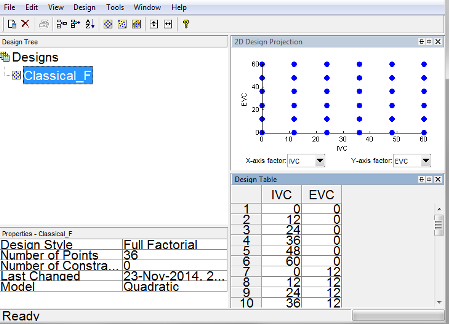 File Edit View Design Tools Window Help
Design Tree
Designs
Classical_F
2D Design Projection
60
40
EVC
20
0
0 20 40 60
IVC
X-axis factor: IVC Y-axis factor: EVC
Design Table
IVC EVC
1 0 0
2 12 0
3 24 0
4 36 0
5 48 0
6 60 0
7 0 12
8 12 12
9 24 12
10 36 12
Properties - Classical_F
Design Style Full Factorial
Number of Points 36
Number of Constra... 0
Last Changed 23-Nov-2014, 2...
Model Quadratic
Ready